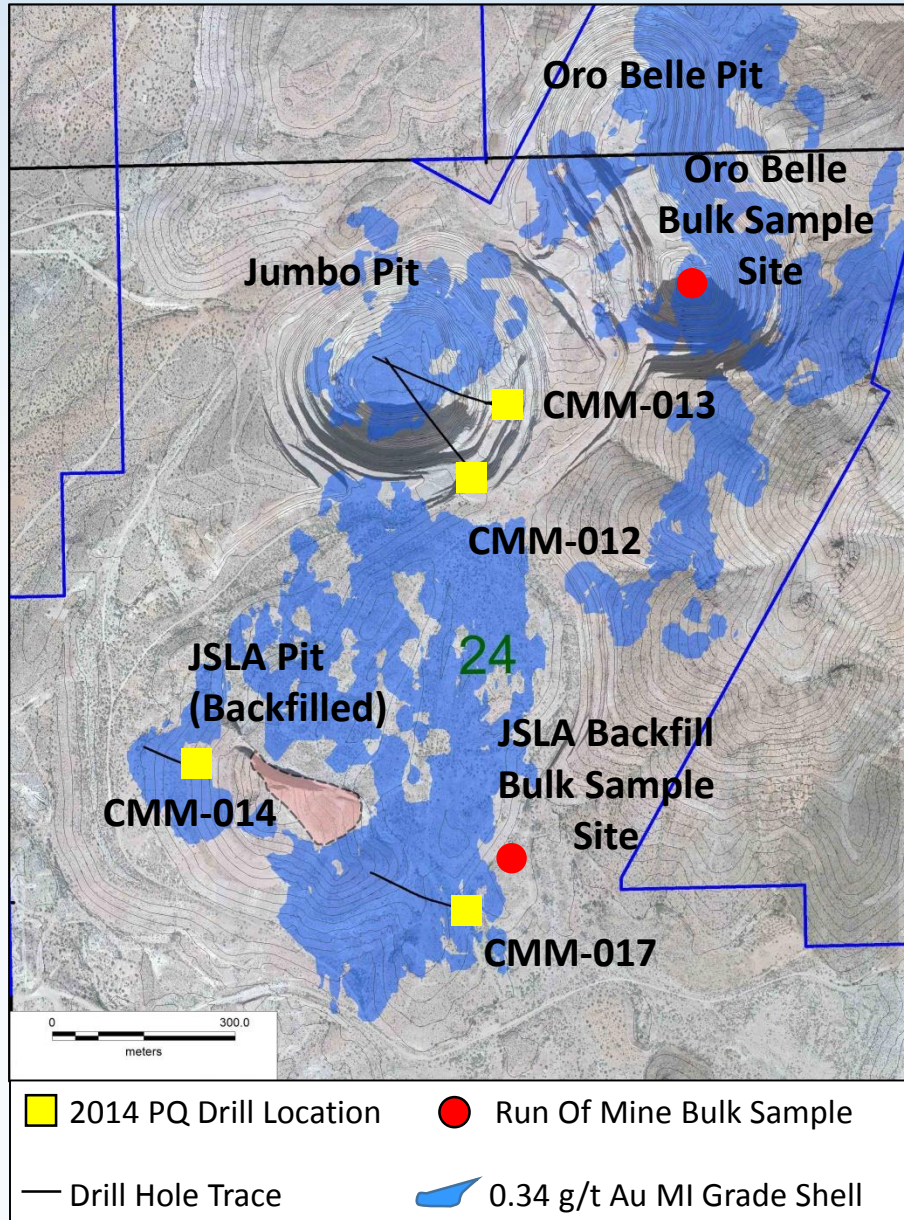 Oro Belle Pit
Oro Belle
Bulk Sample
Site
Jumbo Pit
CMM-013
CMM-012
24
JSLA Pit
(Backfilled)
JSLA Backfill
Bulk Sample
Site
CMM-014
CMM-017
0 300.0
meters
2014 PQ Drill Location
Run Of Mine Bulk Sample
Drill Hole Trace
0.34 g/t Au MI Grade Shell